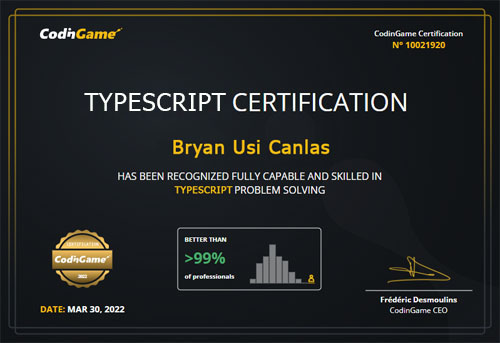 CodinGame
CodinGame Certification
N° 10021920
TYPESCRIPT CERTIFICATION
Bryan Usi Canlas
HAS BEEN RECOGNIZED FULLY CAPABLE AND SKILLED IN
TYPESCRIPT PROBLEM SOLVING
CERTIFICATION
CodinGame
2022
BETTER THAN
>99%
of professionals
Frédéric Desmoulins
CodinGame CEO
DATE: MAR 30, 2022